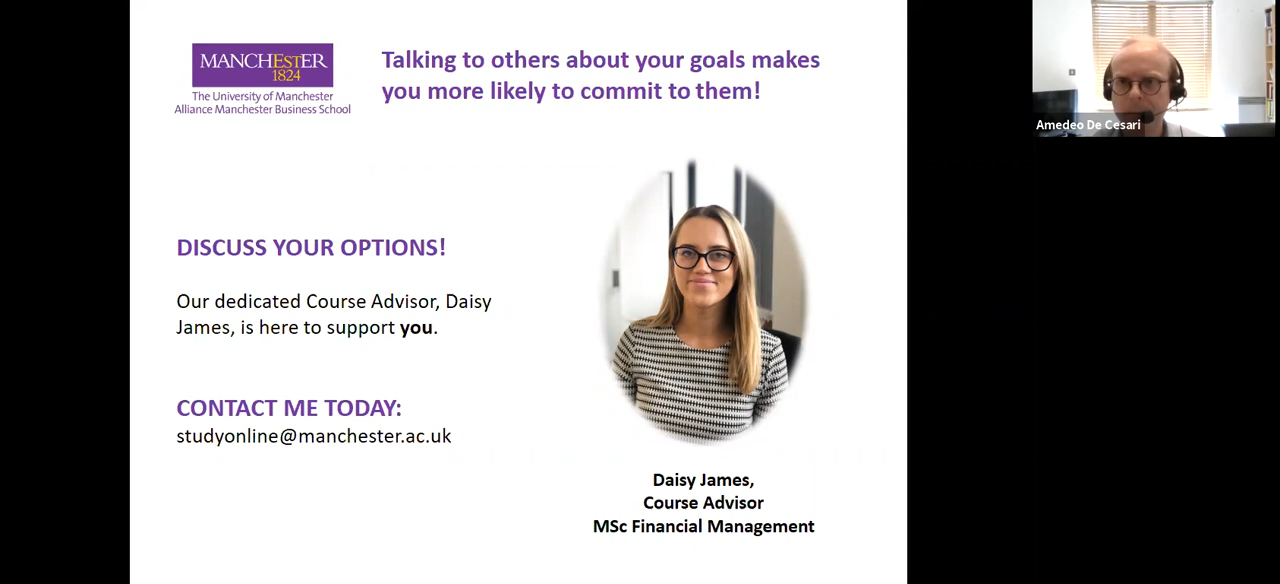 MANCHESTER
1824
The University of Manchester
Alliance Manchester Business School
Talking to others about your goals makes
you more likely to commit to them!
DISCUSS YOUR OPTIONS!
Our dedicated Course Advisor, Daisy
James, is here to support you.
CONTACT ME TODAY:
studyonline@manchester.ac.uk
Daisy James,
Course Advisor
MSc Financial Management
Amedeo De Cesari